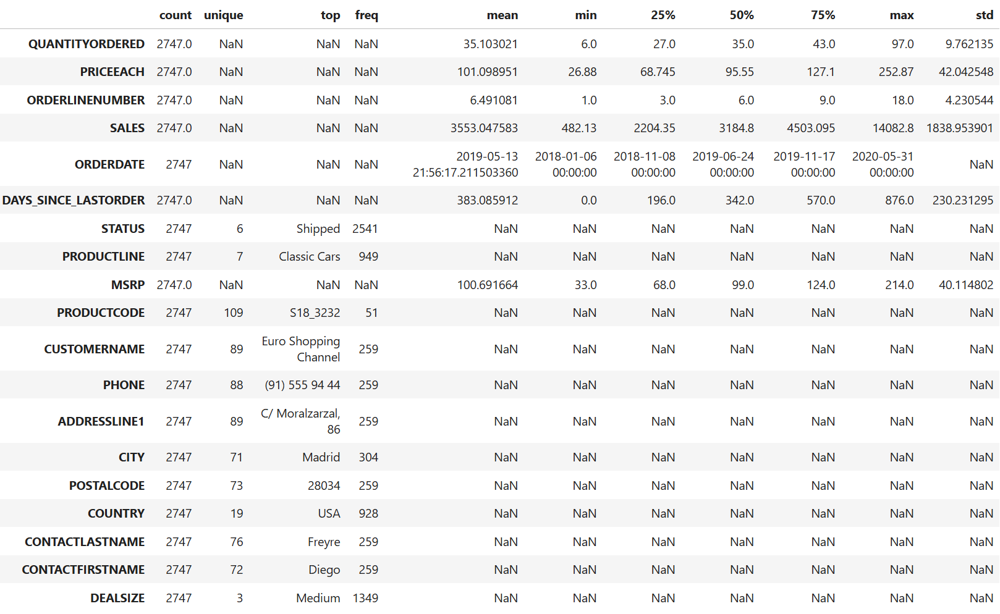 count unique top freq mean min 25% 50% 75% max std
QUANTITYORDERED 2747.0 NaN NaN NaN 35.103021 6.0 27.0 35.0 43.0 97.0 9.762135
PRICEEACH 2747.0 NaN NaN NaN 101.098951 26.88 68.745 95.55 127.1 252.87 42.042548
ORDERLINENUMBER 2747.0 NaN NaN NaN 6.491081 1.0 3.0 6.0 9.0 18.0 4.230544
SALES 2747.0 NaN NaN NaN 3553.047583 482.13 2204.35 3184.8 4503.095 14082.8 1838.953901
2019-05-13 2018-01-06 2018-11-08 2019-06-24 2019-11-17 2020-05-31
ORDERDATE 2747 NaN NaN NaN NaN
21:56:17.211503360 00:00:00 00:00:00 00:00:00 00:00:00 00:00:00
DAYS_SINCE_LASTORDER 2747.0 NaN NaN NaN 383.085912 0.0 196.0 342.0 570.0 876.0 230.231295
STATUS 2747 6 Shipped 2541 NaN NaN NaN NaN NaN NaN NaN
PRODUCTLINE 2747 7 Classic Cars 949 NaN NaN NaN NaN NaN NaN NaN
MSRP 2747.0 NaN NaN NaN 100.691664 33.0 68.0 99.0 124.0 214.0 40.114802
PRODUCTCODE 2747 109 S18_3232 51 NaN NaN NaN NaN NaN NaN NaN
Euro Shopping
CUSTOMERNAME 2747 89 259 NaN NaN NaN NaN NaN NaN NaN
Channel
PHONE 2747 88 (91) 555 94 44 259 NaN NaN NaN NaN NaN NaN NaN
C/ Moralzarzal,
ADDRESSLINE1 2747 89 259 NaN NaN NaN NaN NaN NaN NaN
86
CITY 2747 71 Madrid 304 NaN NaN NaN NaN NaN NaN NaN
POSTALCODE 2747 73 28034 259 NaN NaN NaN NaN NaN NaN NaN
COUNTRY 2747 19 USA 928 NaN NaN NaN NaN NaN NaN NaN
CONTACTLASTNAME 2747 76 Freyre 259 NaN NaN NaN NaN NaN NaN NaN
CONTACTFIRSTNAME 2747 72 Diego 259 NaN NaN NaN NaN NaN NaN NaN
DEALSIZE 2747 3 Medium 1349 NaN NaN NaN NaN NaN NaN NaN